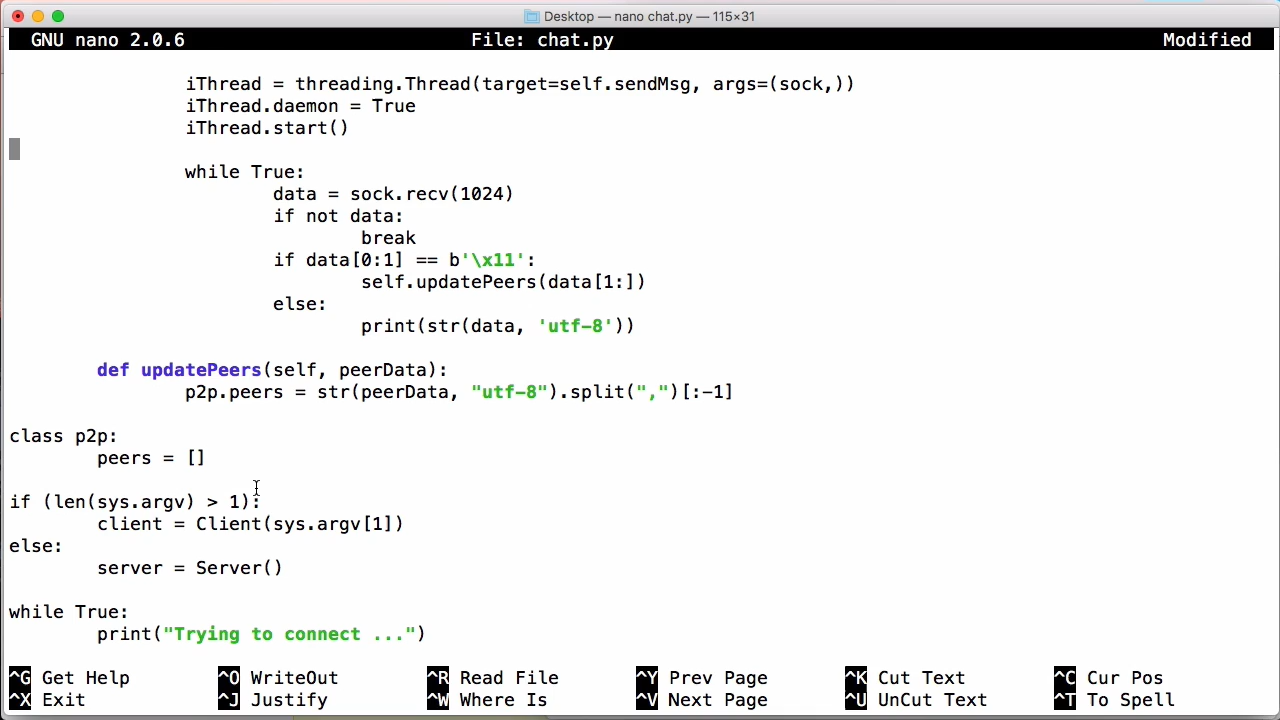 Desktop — nano chat.py — 115×31
GNU nano 2.0.6 File: chat.py Modified
iThread = threading.Thread(target=self.sendMsg, args=(sock,))
iThread.daemon = True
iThread.start()
while True:
data = sock.recv(1024)
if not data:
break
if data[0:1] == b'\x11':
self.updatePeers(data[1:])
else:
print(str(data, 'utf-8'))
def updatePeers(self, peerData):
p2p.peers = str(peerData, "utf-8").split(",")[:-1]
class p2p:
peers = []
if (len(sys.argv) > 1):
client = Client(sys.argv[1])
else:
server = Server()
while True:
print("Trying to connect ...")
^G Get Help ^O WriteOut ^R Read File ^Y Prev Page ^K Cut Text ^C Cur Pos
^X Exit ^J Justify ^W Where Is ^V Next Page ^U UnCut Text ^T To Spell